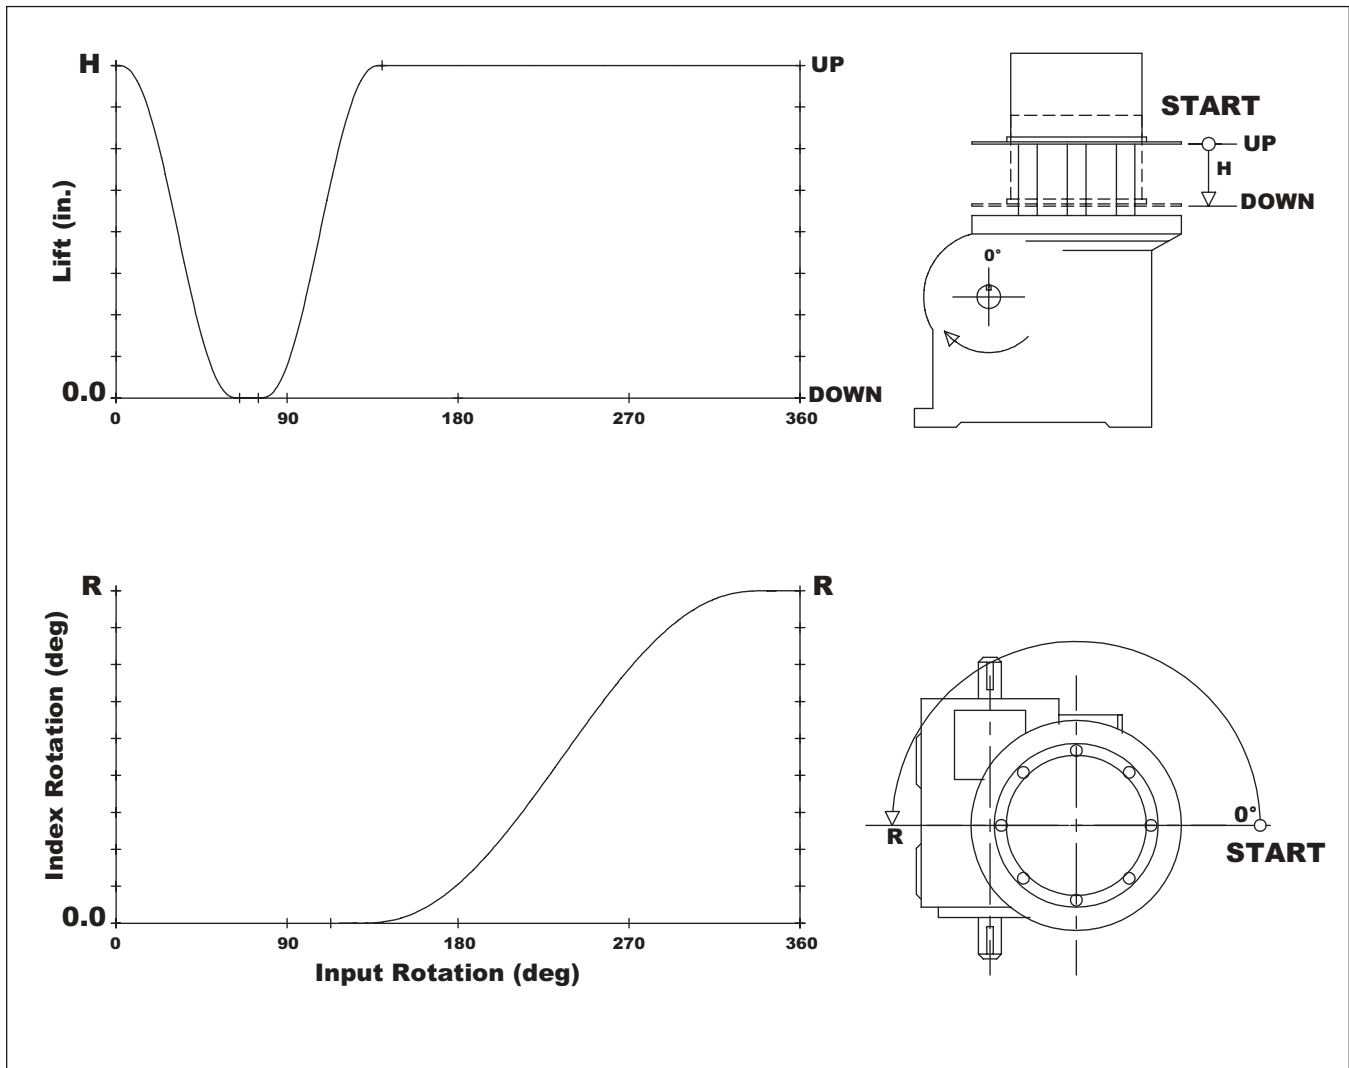 H
UP
Lift (in.)
0.0
DOWN
0
90
180
270
360
START
UP
H
DOWN
0°
R
R
Index Rotation (deg)
0.0
0
90
180
270
360
Input Rotation (deg)
0°
R
START